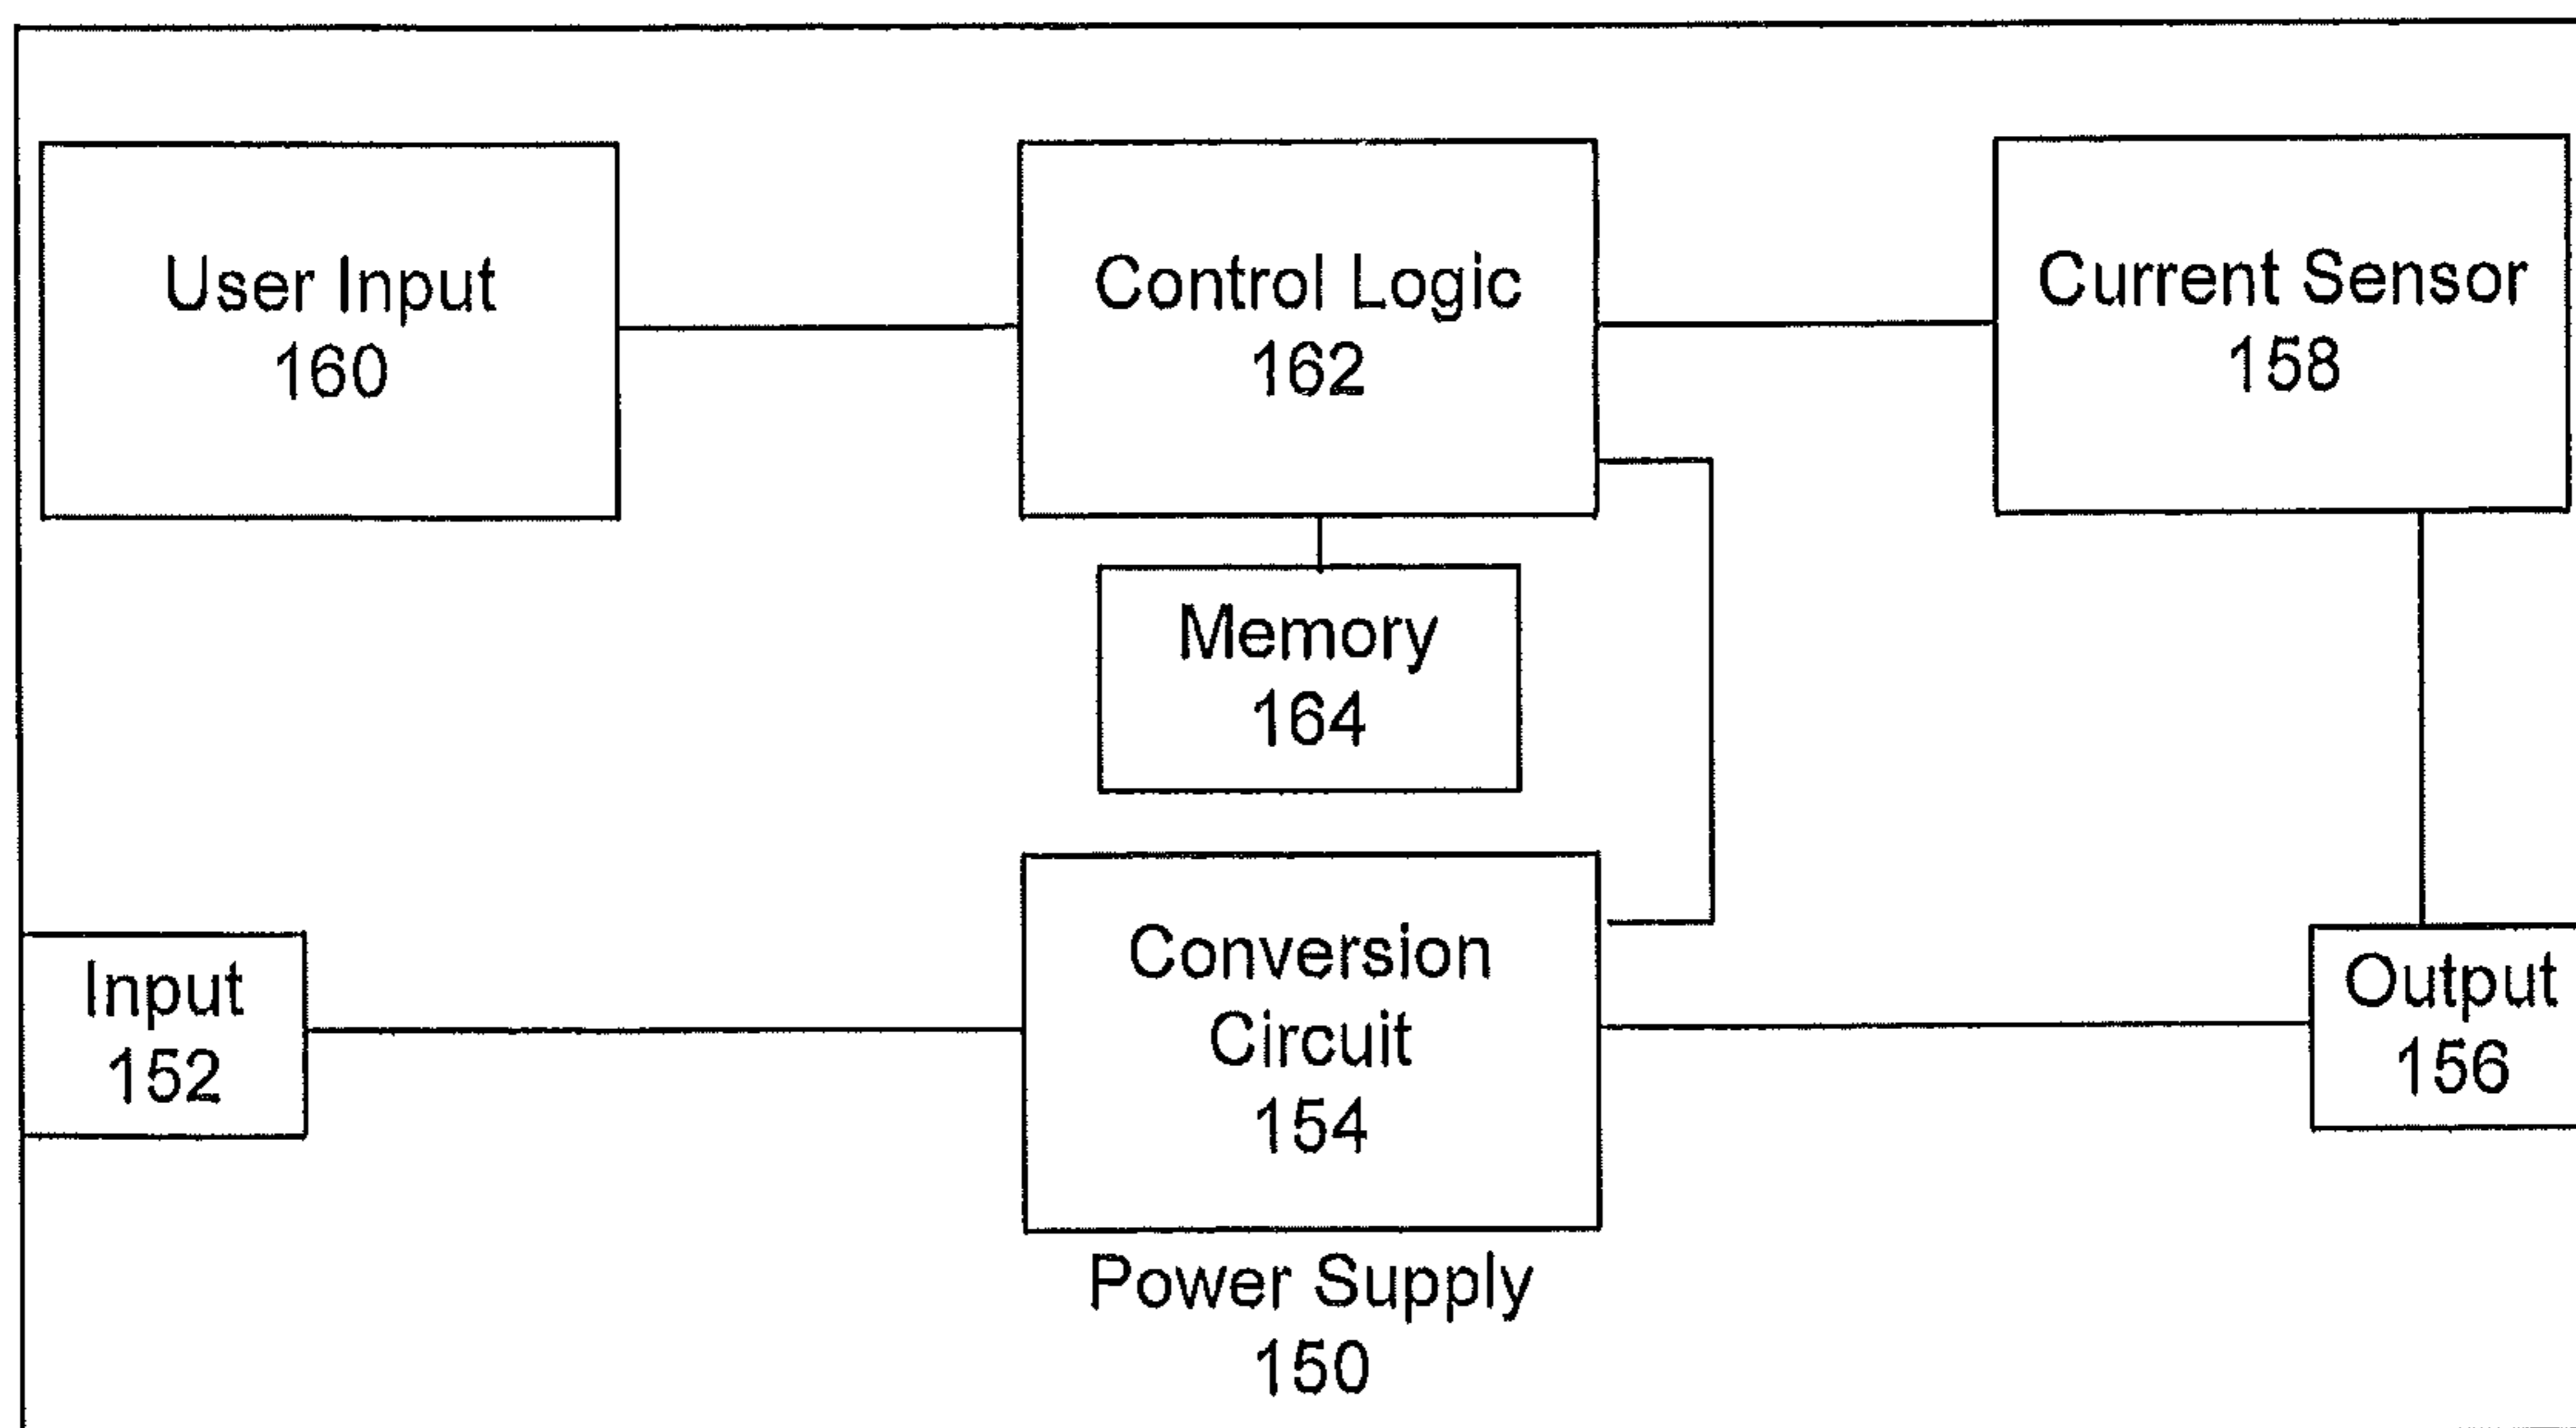 User Input
160
Control Logic
162
Current Sensor
158
Memory
164
Input
152
Conversion
Circuit
154
Output
156
Power Supply
150